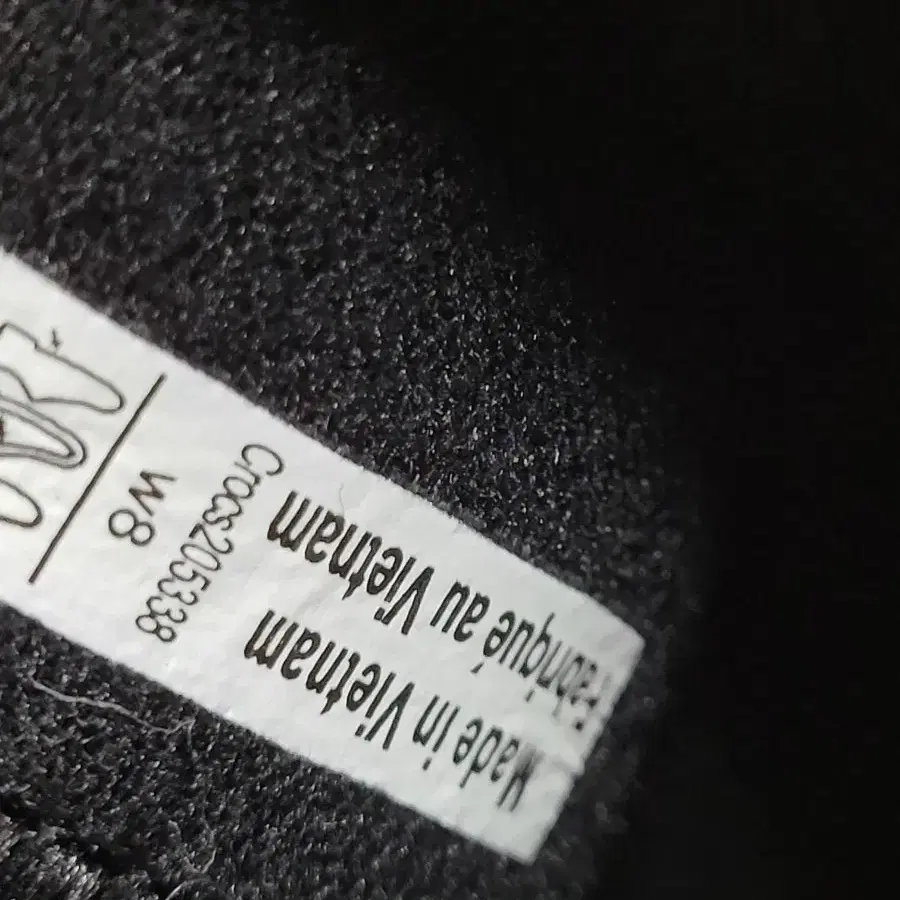 W8
Crocs205338
Made in Vietnam
Fabriqué au Vietnam